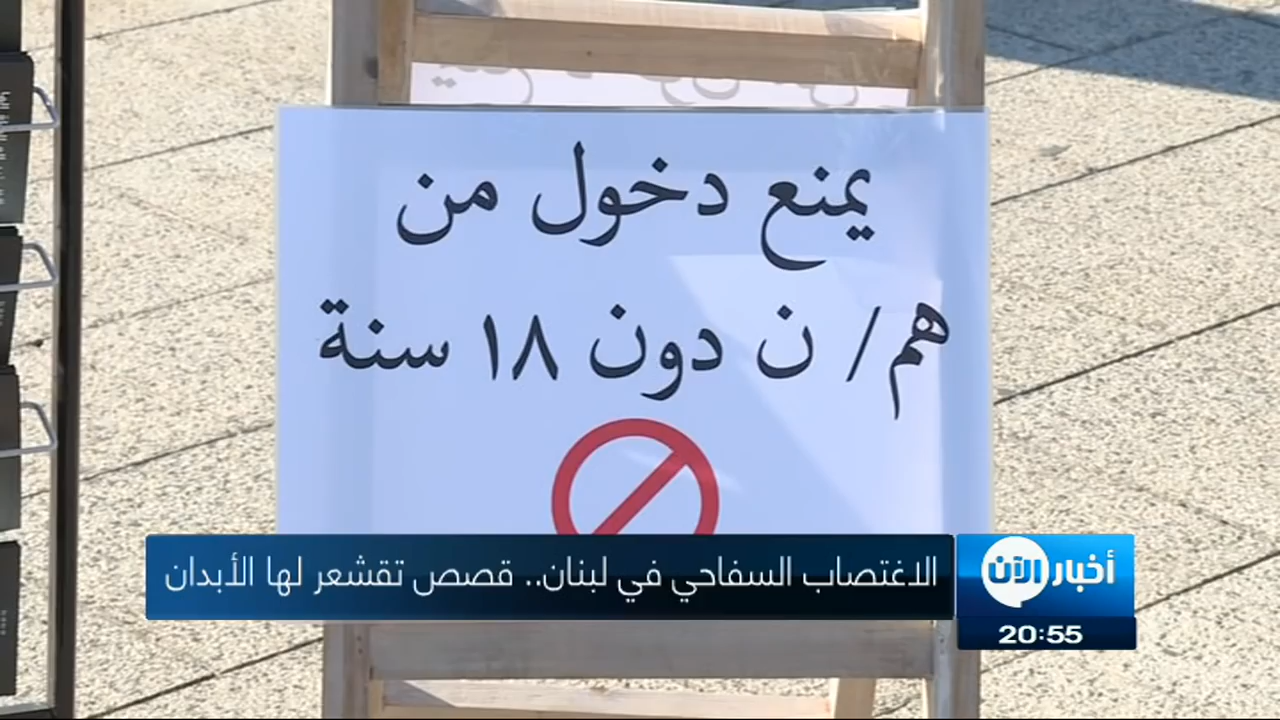 يمنع دخول من
هم/ ن دون ١٨ سنة
الاغتصاب السفاحي في لبنان.. قصص تقشعر لها الأبدان
أخبار الآن
20:55